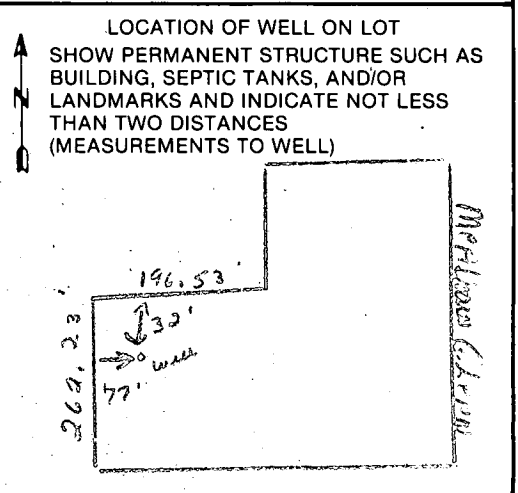 LOCATION OF WELL ON LOT
N
SHOW PERMANENT STRUCTURE SUCH AS
BUILDING, SEPTIC TANKS, AND/OR
LANDMARKS AND INDICATE NOT LESS
THAN TWO DISTANCES
(MEASUREMENTS TO WELL)
196.53'
32'
well
77'
262.23'